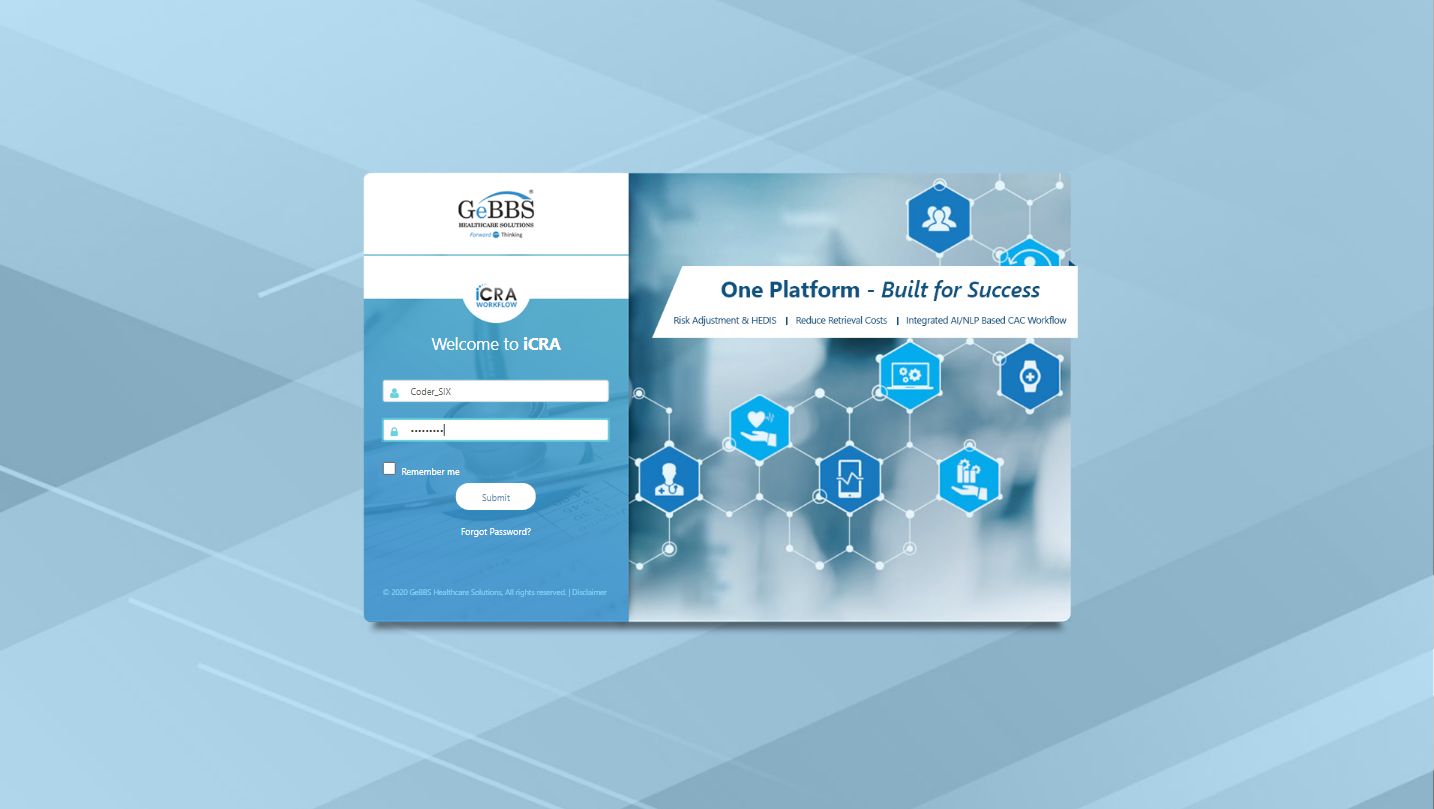 GeBBS
®
HEALTHCARE SOLUTIONS
Forward Thinking
iCRA
WORKFLOW
Welcome to iCRA
Coder_SIX
•••••••••
Remember me
Submit
Forgot Password?
© 2020 GeBBS Healthcare Solutions, All rights reserved. | Disclaimer
One Platform - Built for Success
Risk Adjustment & HEDIS | Reduce Retrieval Costs | Integrated AI/NLP Based CAC Workflow